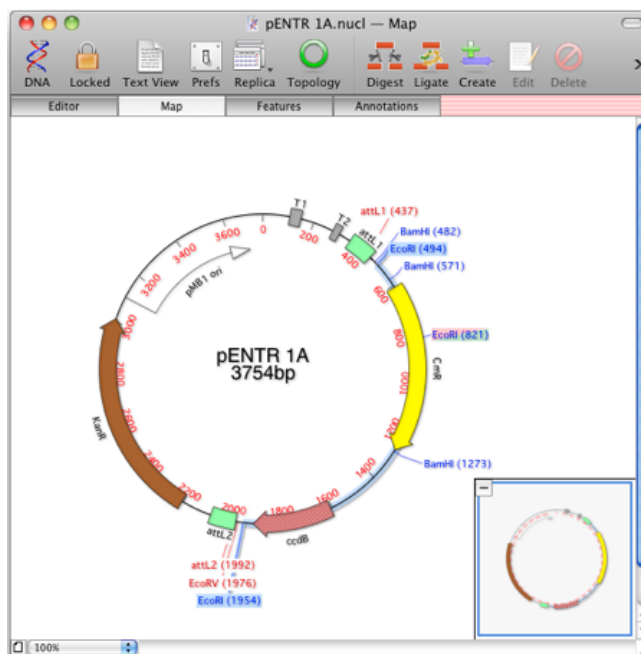 pENTR 1A.nucl — Map
DNA Locked Text View Prefs Replica Topology Digest Ligate Create Edit Delete
Editor Map Features Annotations
T1
T2
attL1
attL1 (437)
BamHI (482)
EcoRI (494)
BamHI (571)
EcoRI (821)
CmR
BamHI (1273)
ccdB
attL2
attL2 (1992)
EcoRV (1976)
EcoRI (1954)
KanR
pMB1 ori
0
200
400
600
800
1000
1200
1400
1600
1800
2000
2200
2400
2600
2800
3000
3200
3400
3600
pENTR 1A
3754bp
100%